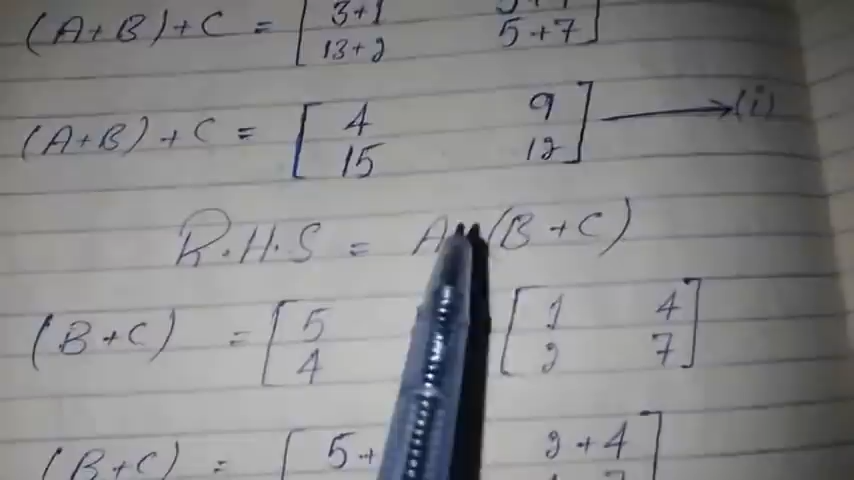 (A+B)+C = [ 3+1
13+2 5+7 ]
(A+B)+C = [ 4 9 ] → (i)
15 12
R.H.S = A (B+C)
(B+C) = [ 5 [ 1 4 ]
4 2 7
(B+C) = [ 5+ 2+4 ]